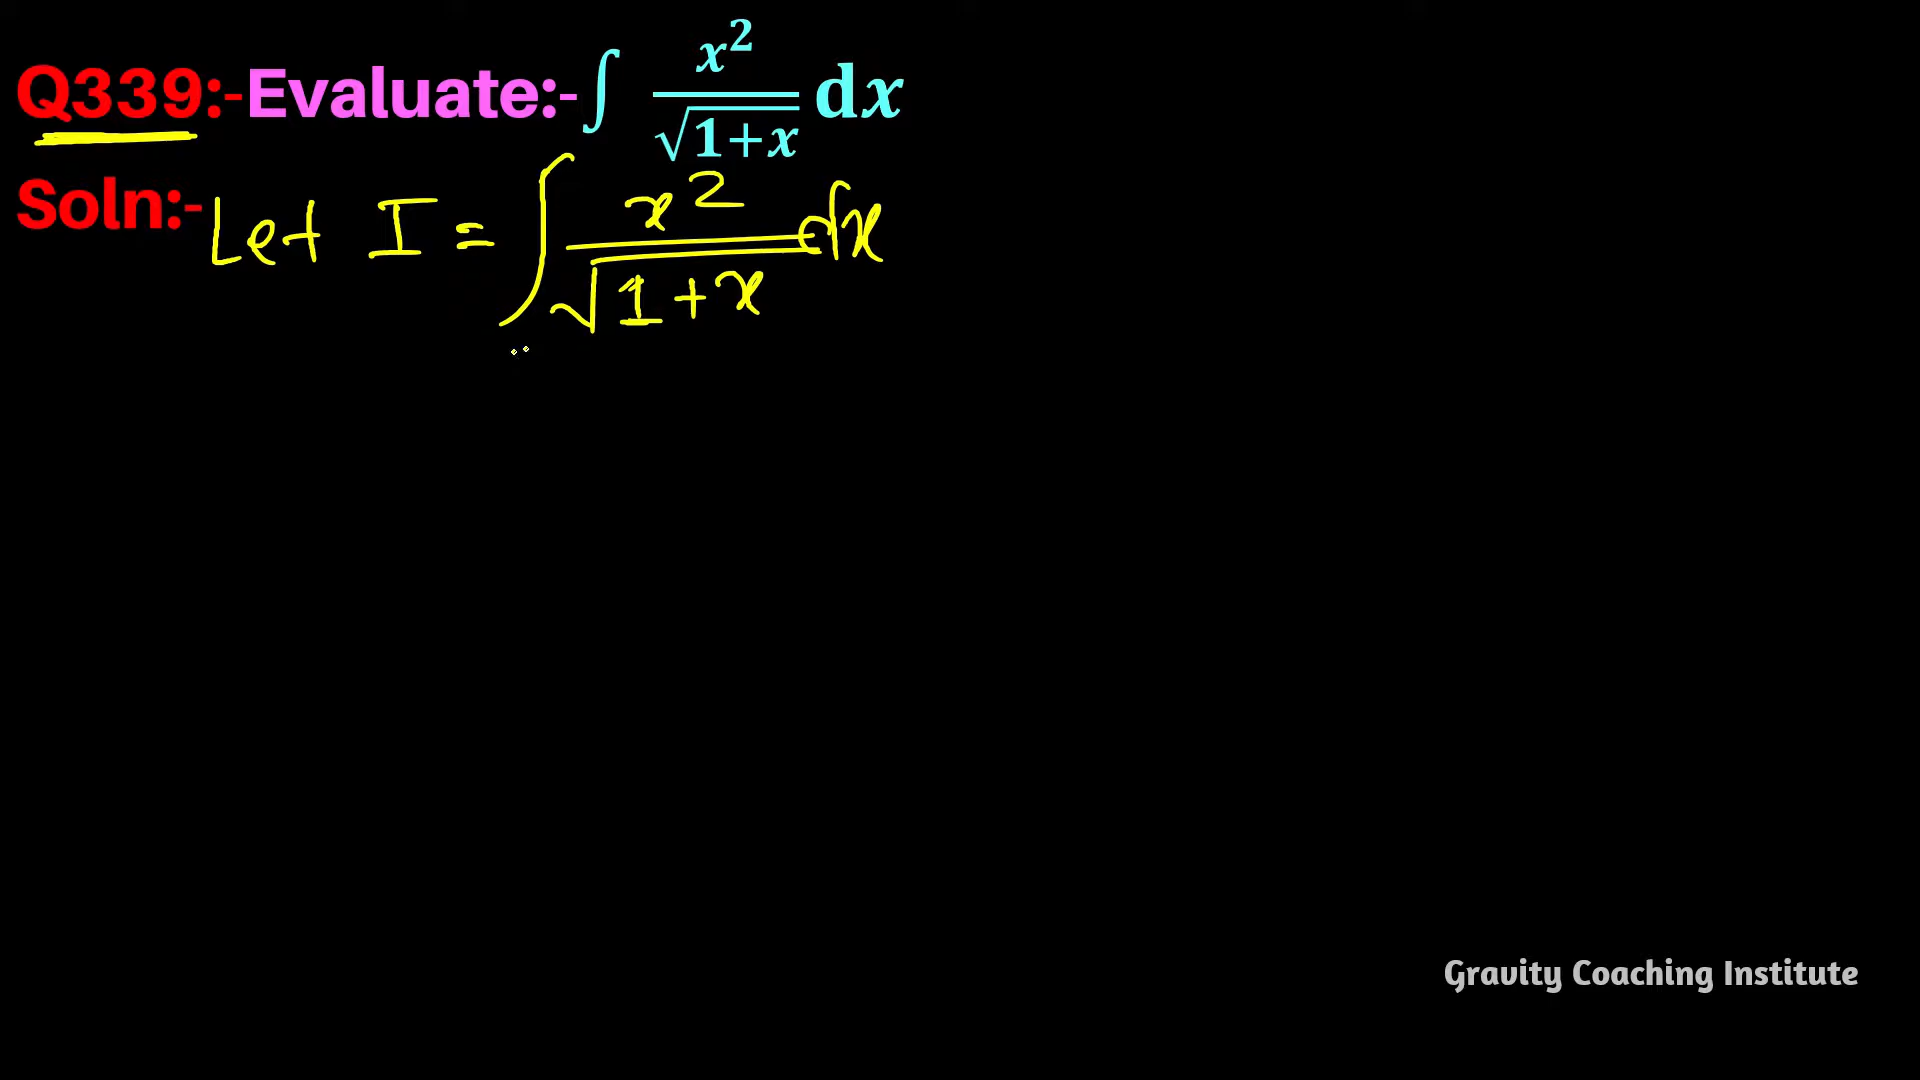 Q339:-Evaluate:-∫ x²/√1+x dx
Soln:-Let I = ∫ x²/√1+x dx
Gravity Coaching Institute